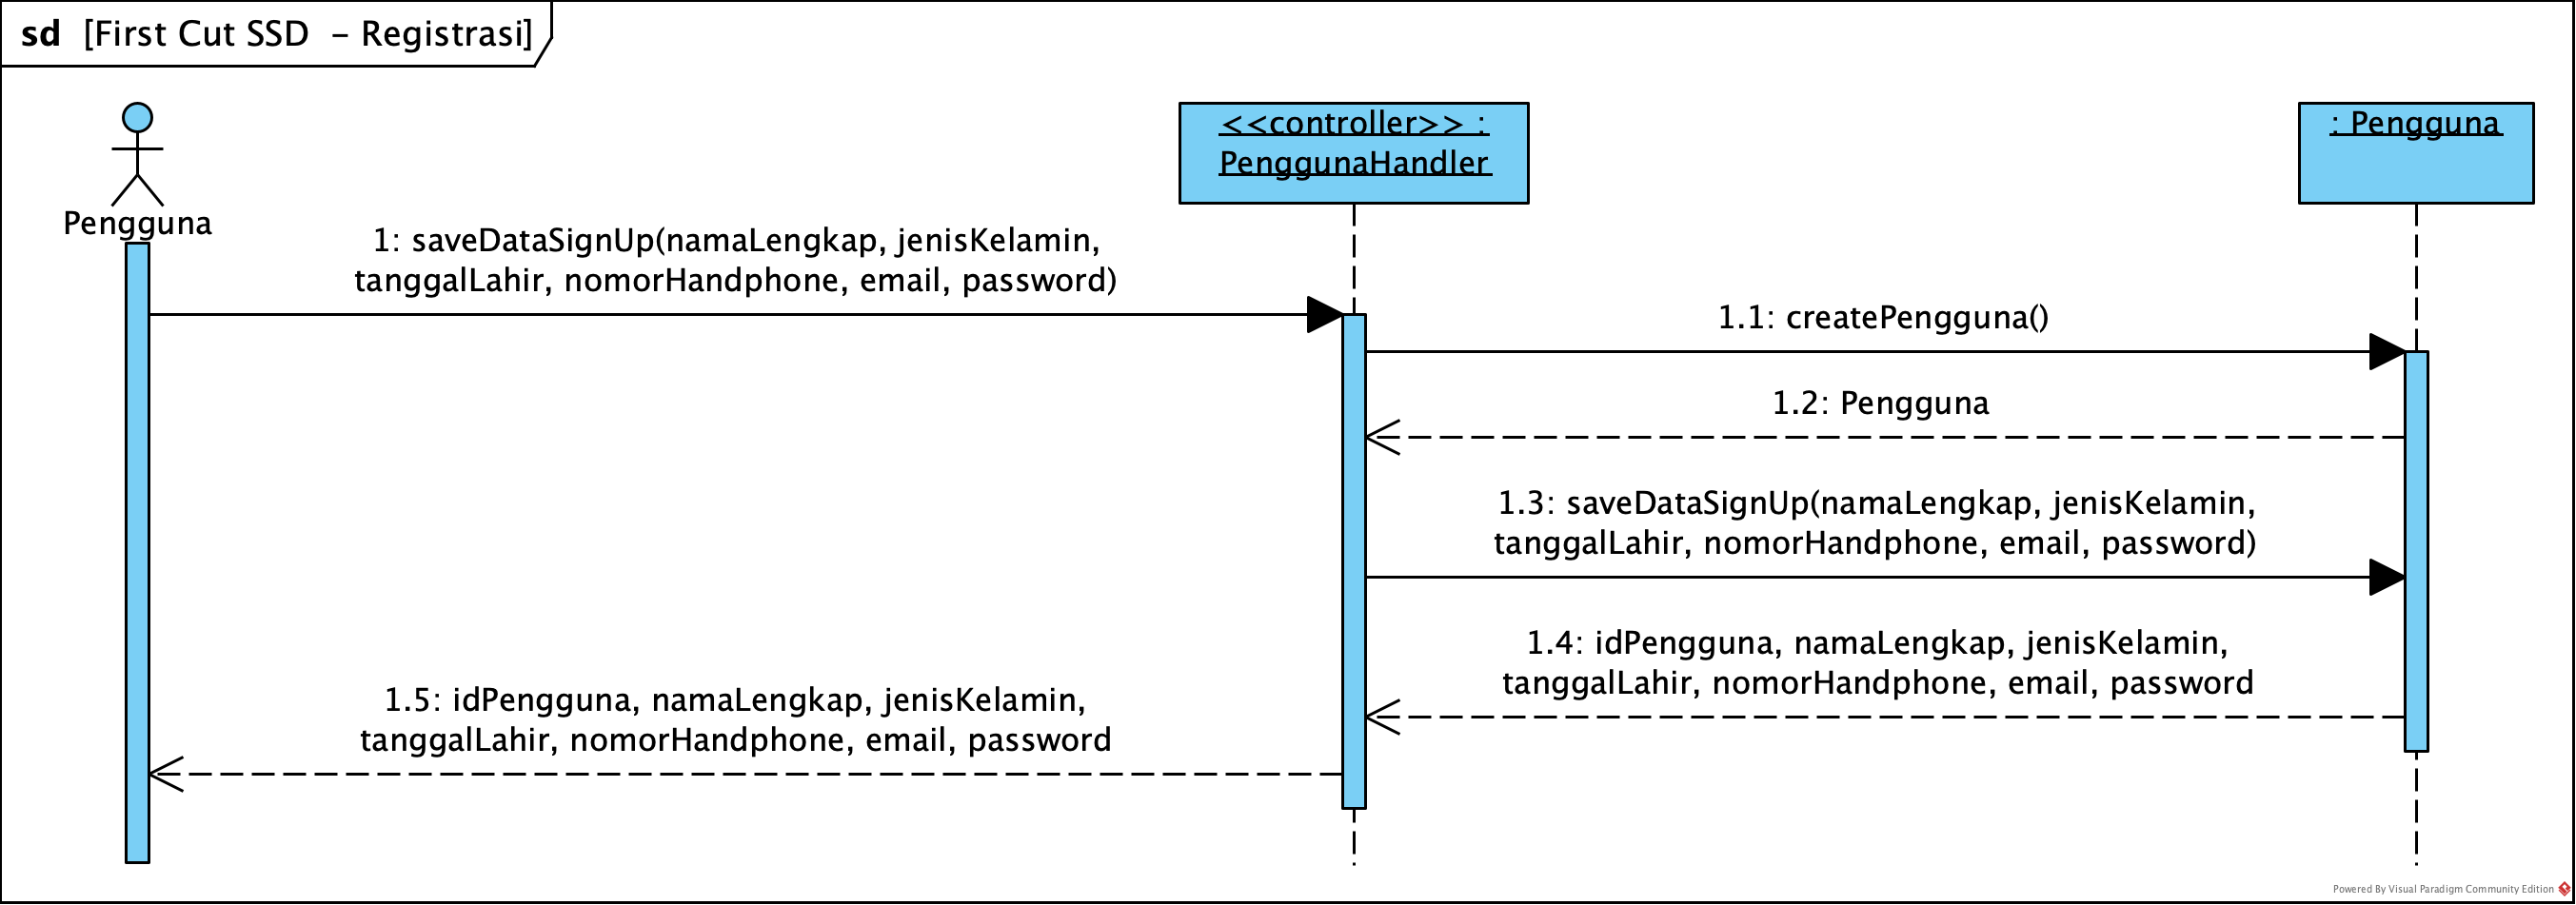 sd [First Cut SSD - Registrasi]
Pengguna
<<controller>> :
PenggunaHandler
: Pengguna
1: saveDataSignUp(namaLengkap, jenisKelamin,
tanggalLahir, nomorHandphone, email, password)
1.1: createPengguna()
1.2: Pengguna
1.3: saveDataSignUp(namaLengkap, jenisKelamin,
tanggalLahir, nomorHandphone, email, password)
1.4: idPengguna, namaLengkap, jenisKelamin,
tanggalLahir, nomorHandphone, email, password
1.5: idPengguna, namaLengkap, jenisKelamin,
tanggalLahir, nomorHandphone, email, password
Powered By Visual Paradigm Community Edition